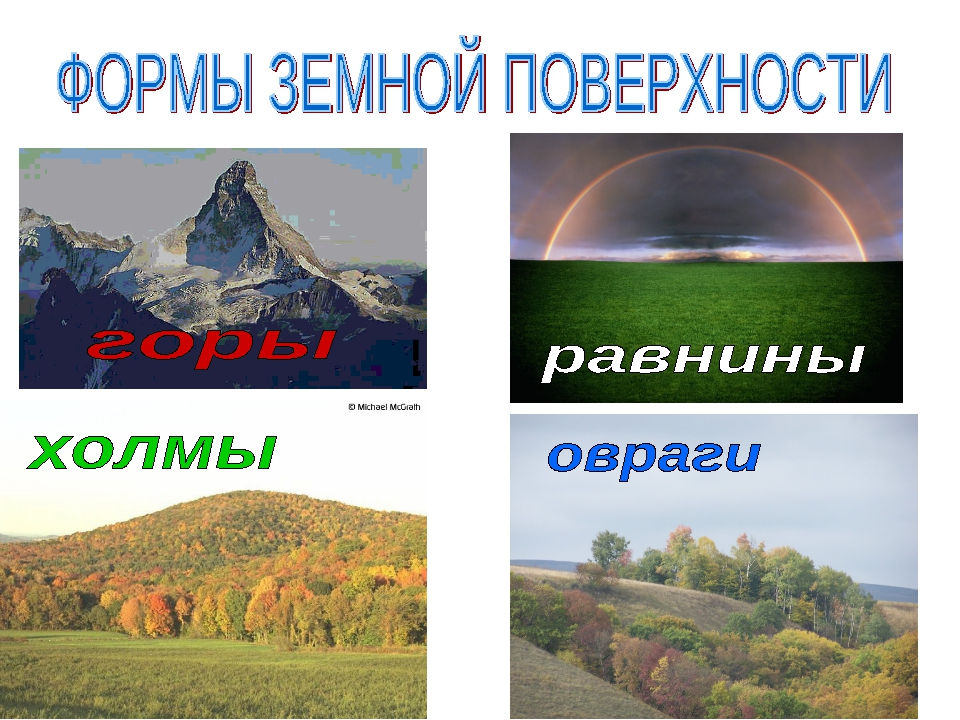 ФОРМЫ ЗЕМНОЙ ПОВЕРХНОСТИ
горы
равнины
© Michael McGrath
холмы
овраги